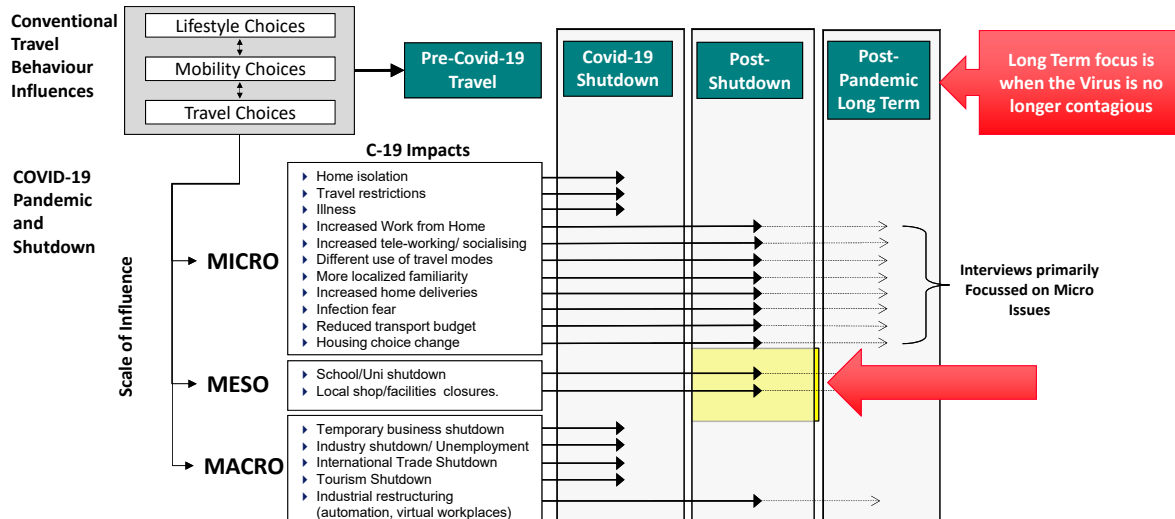 Conventional
Travel
Behaviour
Influences
Lifestyle Choices
Mobility Choices
Travel Choices
Pre-Covid-19
Travel
Covid-19
Shutdown
Post-
Shutdown
Post-
Pandemic
Long Term
Long Term focus is
when the Virus is no
longer contagious
COVID-19
Pandemic
and
Shutdown
Scale of Influence
C-19 Impacts
MICRO
Home isolation
Travel restrictions
Illness
Increased Work from Home
Increased tele-working/ socialising
Different use of travel modes
More localized familiarity
Increased home deliveries
Infection fear
Reduced transport budget
Housing choice change
Interviews primarily
Focussed on Micro
Issues
MESO
School/Uni shutdown
Local shop/facilities closures.
MACRO
Temporary business shutdown
Industry shutdown/ Unemployment
International Trade Shutdown
Tourism Shutdown
Industrial restructuring
(automation, virtual workplaces)